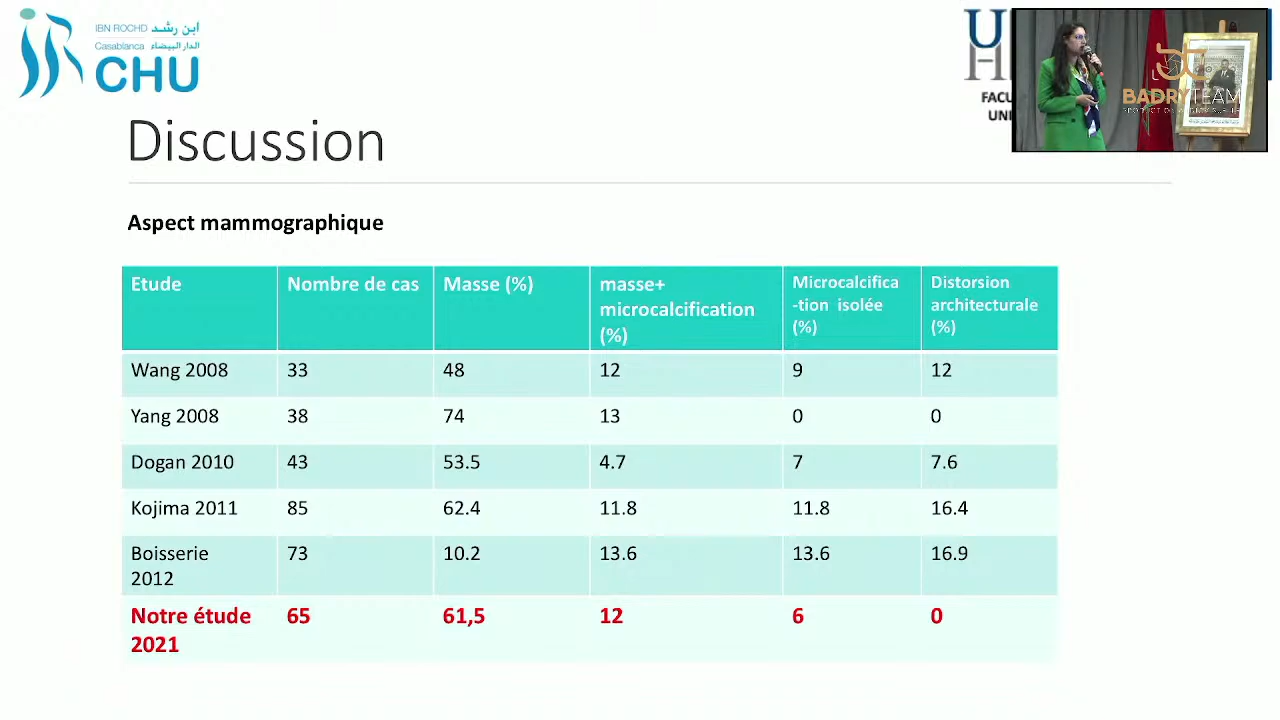 IBN ROCHD ابن رشد
Casablanca الدار البيضاء
CHU
U
H
FACU
UNI
BADRY TEAM
Discussion
Aspect mammographique
Etude Nombre de cas Masse (%) masse+ microcalcification (%) Microcalcifica -tion isolée (%) Distorsion architecturale (%)
Wang 2008 33 48 12 9 12
Yang 2008 38 74 13 0 0
Dogan 2010 43 53.5 4.7 7 7.6
Kojima 2011 85 62.4 11.8 11.8 16.4
Boisserie 2012 73 10.2 13.6 13.6 16.9
Notre étude 2021 65 61,5 12 6 0